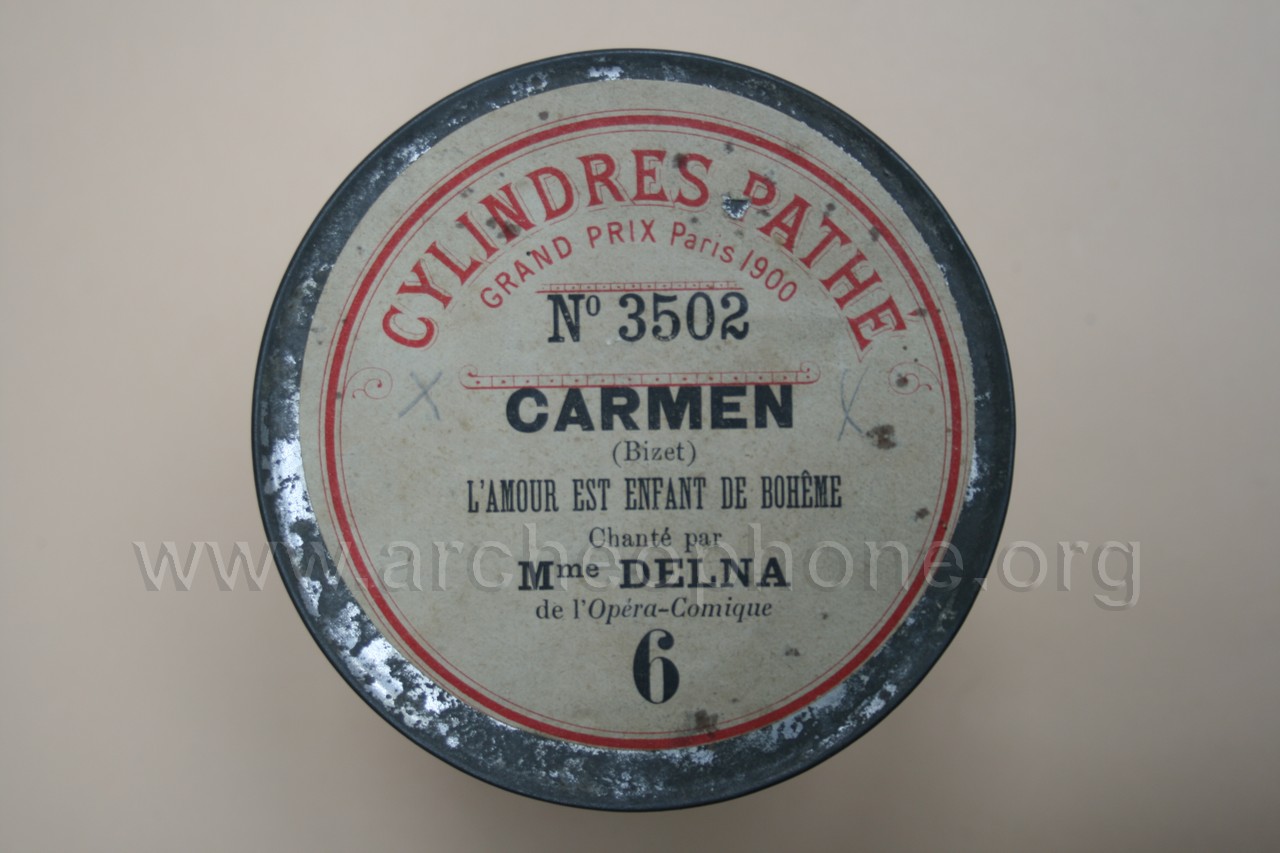 CYLINDRES PATHÉ
GRAND PRIX Paris 1900
Nº 3502
CARMEN
(Bizet)
L'AMOUR EST ENFANT DE BOHÊME
Chanté par
Mme DELNA
de l'Opéra-Comique
6
www.archeophone.org